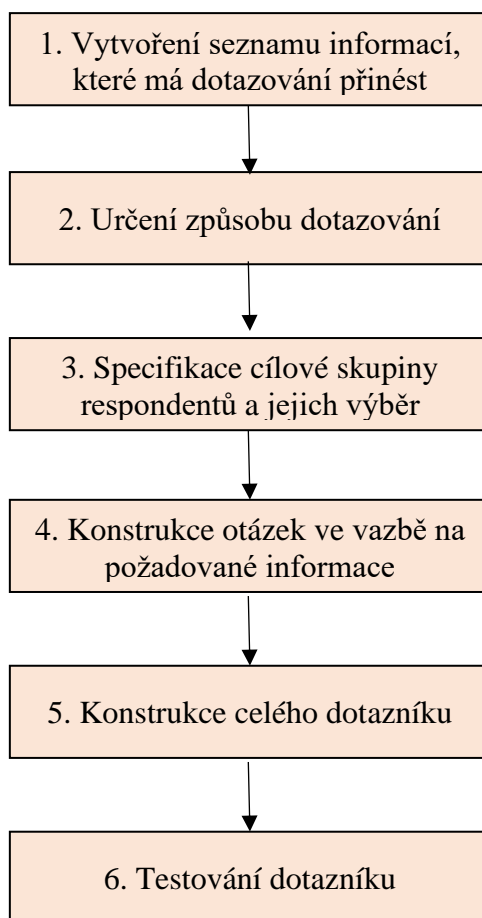 1. Vytvoření seznamu informací,
které má dotazování přinést
2. Určení způsobu dotazování
3. Specifikace cílové skupiny
respondentů a jejich výběr
4. Konstrukce otázek ve vazbě na
požadované informace
5. Konstrukce celého dotazníku
6. Testování dotazníku